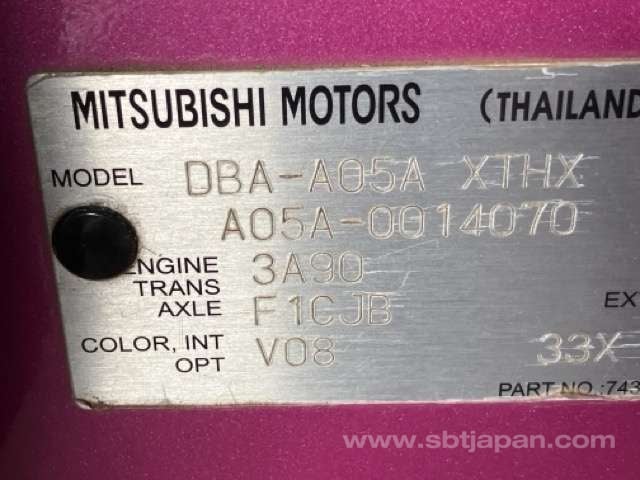 MITSUBISHI MOTORS (THAILAND
MODEL DBA-A05A XTHX
A05A-0014070
ENGINE 3A90
TRANS
AXLE F1CJB
EXT
COLOR, INT V08 33X
OPT
PART NO.:743
www.sbtjapan.com